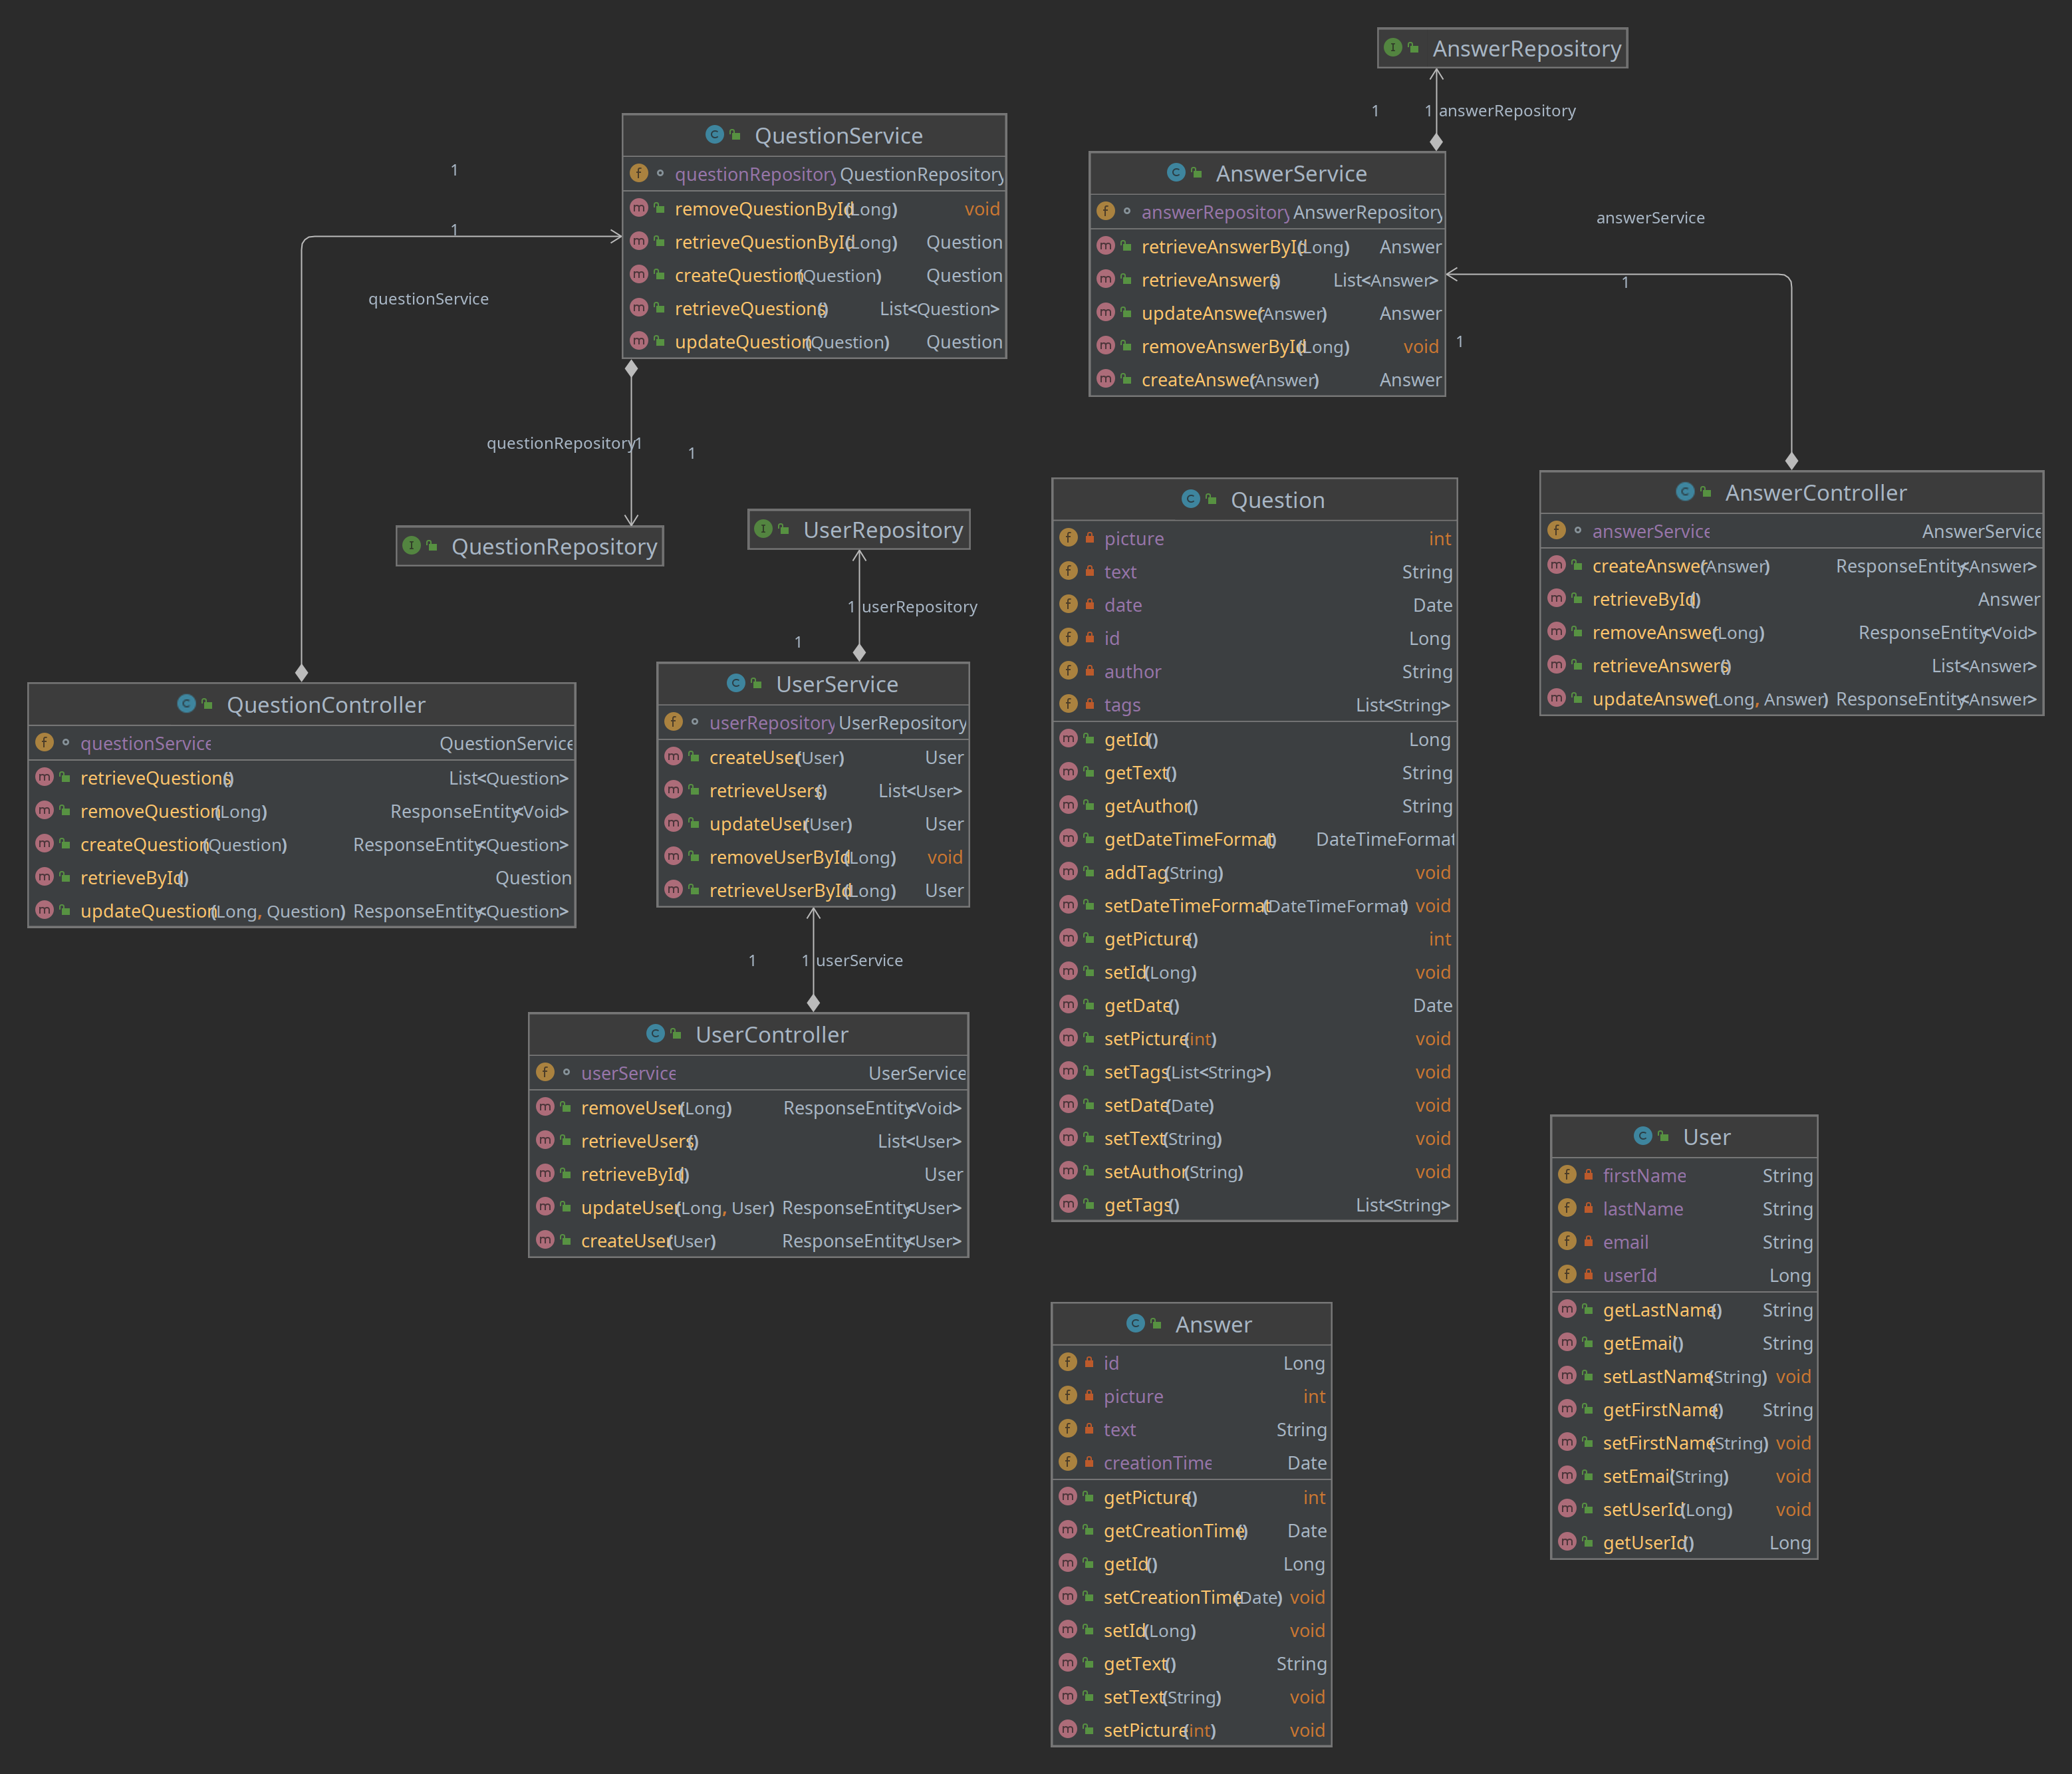 AnswerRepository
1
1
answerRepository
QuestionService
questionRepository QuestionRepository
removeQuestionById(Long) void
retrieveQuestionById(Long) Question
createQuestion(Question) Question
retrieveQuestions() List<Question>
updateQuestion(Question) Question
AnswerService
answerRepository AnswerRepository
retrieveAnswerById(Long) Answer
retrieveAnswers() List<Answer>
updateAnswer(Answer) Answer
removeAnswerById(Long) void
createAnswer(Answer) Answer
1
1
questionService
answerService
1
1
questionRepository
1
1
QuestionRepository
UserRepository
1
userRepository
1
Question
picture int
text String
date Date
id Long
author String
tags List<String>
getId() Long
getText() String
getAuthor() String
getDateTimeFormat() DateTimeFormat
addTag(String) void
setDateTimeFormat(DateTimeFormat) void
getPicture() int
setId(Long) void
getDate() Date
setPicture(int) void
setTags(List<String>) void
setDate(Date) void
setText(String) void
setAuthor(String) void
getTags() List<String>
AnswerController
answerService AnswerService
createAnswer(Answer) ResponseEntity<Answer>
retrieveById() Answer
removeAnswer(Long) ResponseEntity<Void>
retrieveAnswers() List<Answer>
updateAnswer(Long, Answer) ResponseEntity<Answer>
QuestionController
questionService QuestionService
retrieveQuestions() List<Question>
removeQuestion(Long) ResponseEntity<Void>
createQuestion(Question) ResponseEntity<Question>
retrieveById() Question
updateQuestion(Long, Question) ResponseEntity<Question>
UserService
userRepository UserRepository
createUser(User) User
retrieveUsers() List<User>
updateUser(User) User
removeUserById(Long) void
retrieveUserById(Long) User
1
1
userService
UserController
userService UserService
removeUser(Long) ResponseEntity<Void>
retrieveUsers() List<User>
retrieveById() User
updateUser(Long, User) ResponseEntity<User>
createUser(User) ResponseEntity<User>
User
firstName String
lastName String
email String
userId Long
getLastName() String
getEmail() String
setLastName(String) void
getFirstName() String
setFirstName(String) void
setEmail(String) void
setUserId(Long) void
getUserId() Long
Answer
id Long
picture int
text String
creationTime Date
getPicture() int
getCreationTime() Date
getId() Long
setCreationTime(Date) void
setId(Long) void
getText() String
setText(String) void
setPicture(int) void